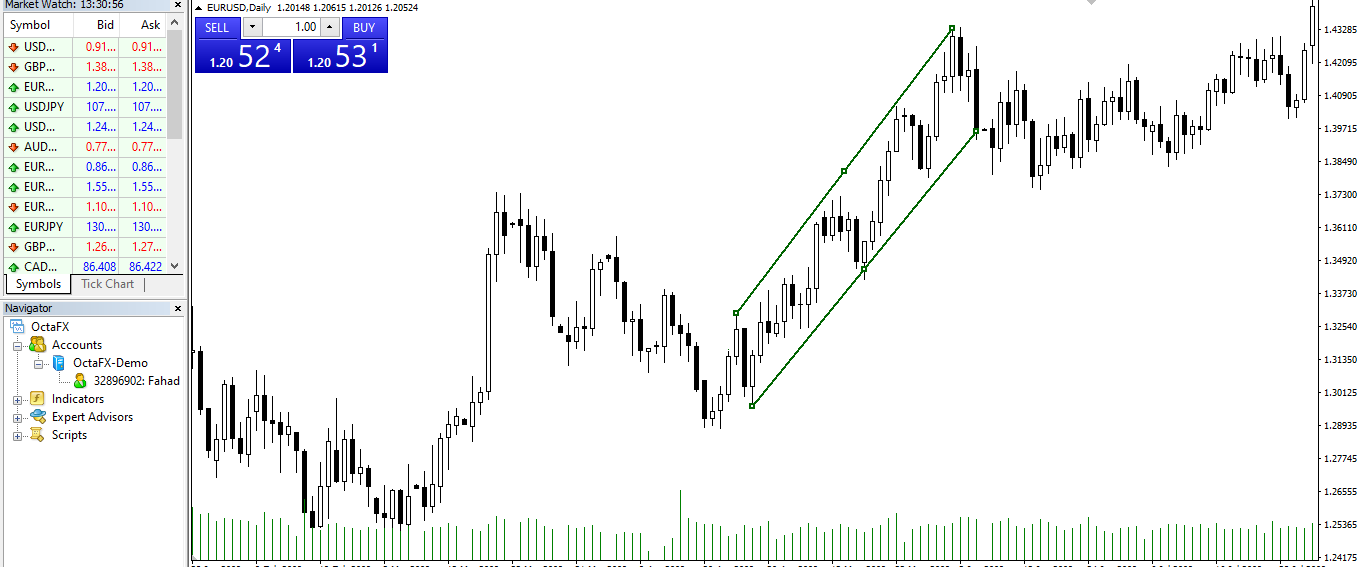 Market Watch: 13:30:56
Symbol Bid Ask
USD... 0.91... 0.91...
GBP... 1.38... 1.38...
EUR... 1.20... 1.20...
USDJPY 107.... 107....
USD... 1.24... 1.24...
AUD... 0.77... 0.77...
EUR... 0.86... 0.86...
EUR... 1.55... 1.55...
EUR... 1.10... 1.10...
EURJPY 130.... 130....
GBP... 1.26... 1.27...
CAD... 86.408 86.422
Symbols Tick Chart
Navigator
OctaFX
Accounts
OctaFX-Demo
32896902: Fahad
Indicators
Expert Advisors
Scripts
EURUSD,Daily 1.20148 1.20615 1.20126 1.20524
SELL 1.00 BUY
1.20 52 4 1.20 53 1
1.43285
1.42095
1.40905
1.39715
1.38490
1.37300
1.36110
1.34920
1.33730
1.32540
1.31350
1.30125
1.28935
1.27745
1.26555
1.25365
1.24175